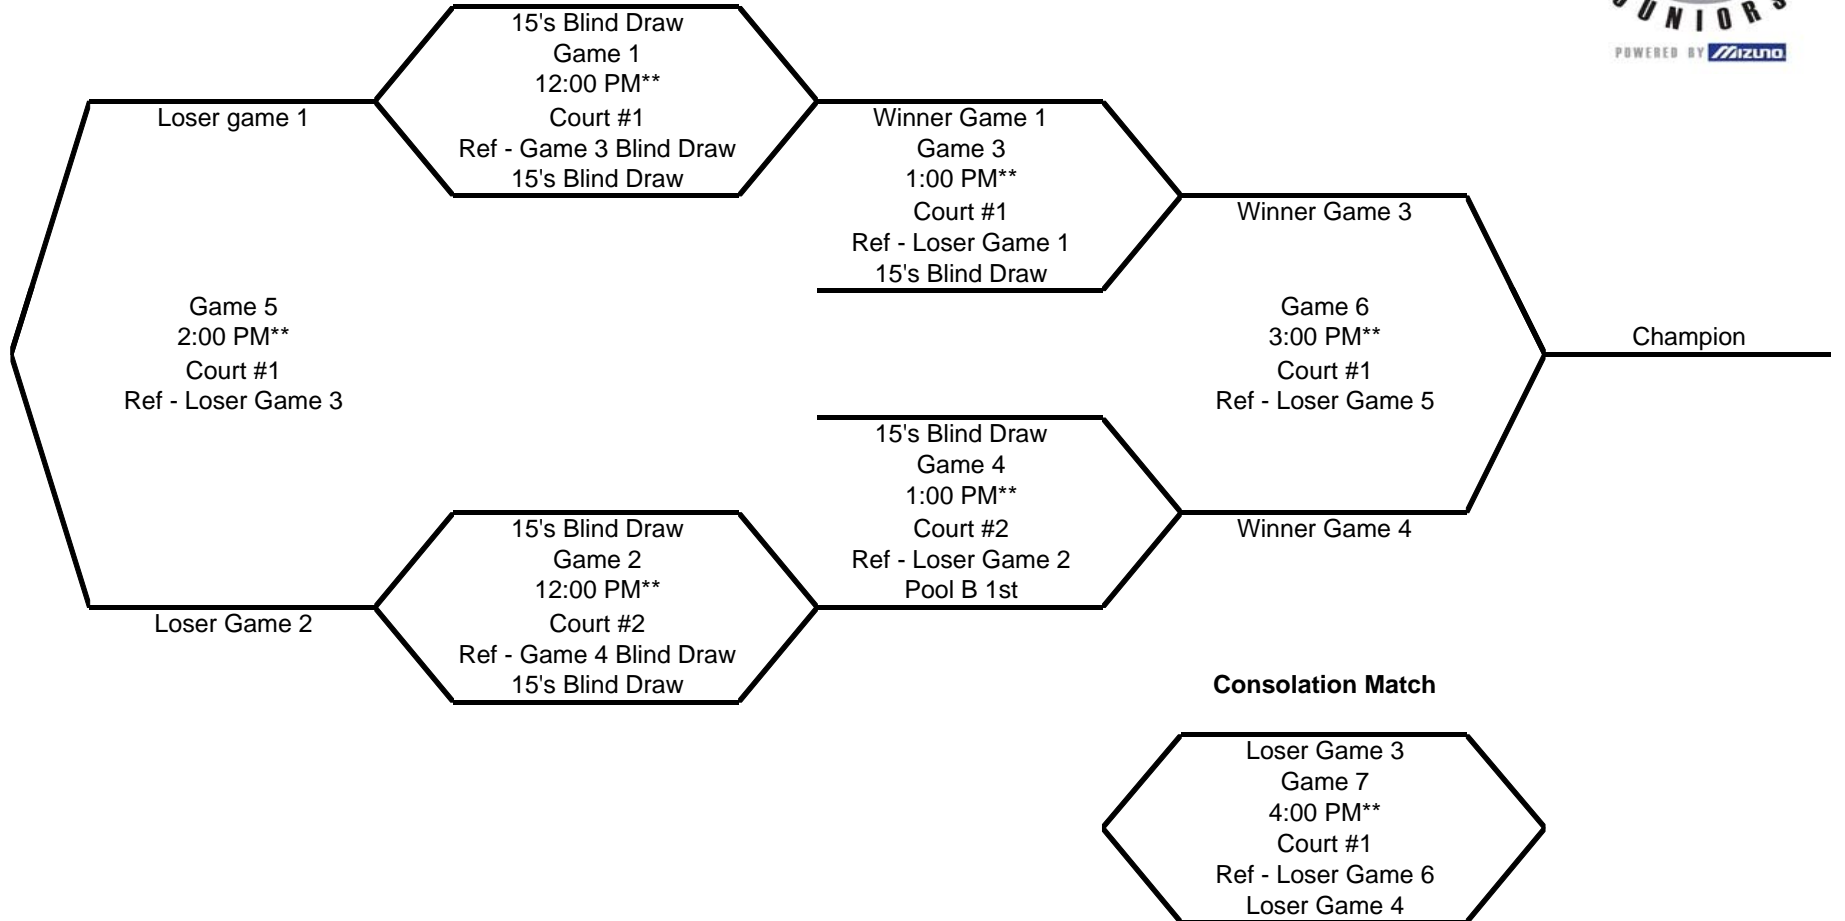 JUNIORS
POWERED BY MIZUNO
15's Blind Draw
Game 1
12:00 PM**
Court #1
Ref - Game 3 Blind Draw
15's Blind Draw
Loser game 1
Winner Game 1
Game 3
1:00 PM**
Court #1
Ref - Loser Game 1
15's Blind Draw
Winner Game 3
Game 5
2:00 PM**
Court #1
Ref - Loser Game 3
Game 6
3:00 PM**
Court #1
Ref - Loser Game 5
Champion
15's Blind Draw
Game 4
1:00 PM**
Court #2
Ref - Loser Game 2
Pool B 1st
Winner Game 4
15's Blind Draw
Game 2
12:00 PM**
Court #2
Ref - Game 4 Blind Draw
15's Blind Draw
Loser Game 2
Consolation Match
Loser Game 3
Game 7
4:00 PM**
Court #1
Ref - Loser Game 6
Loser Game 4